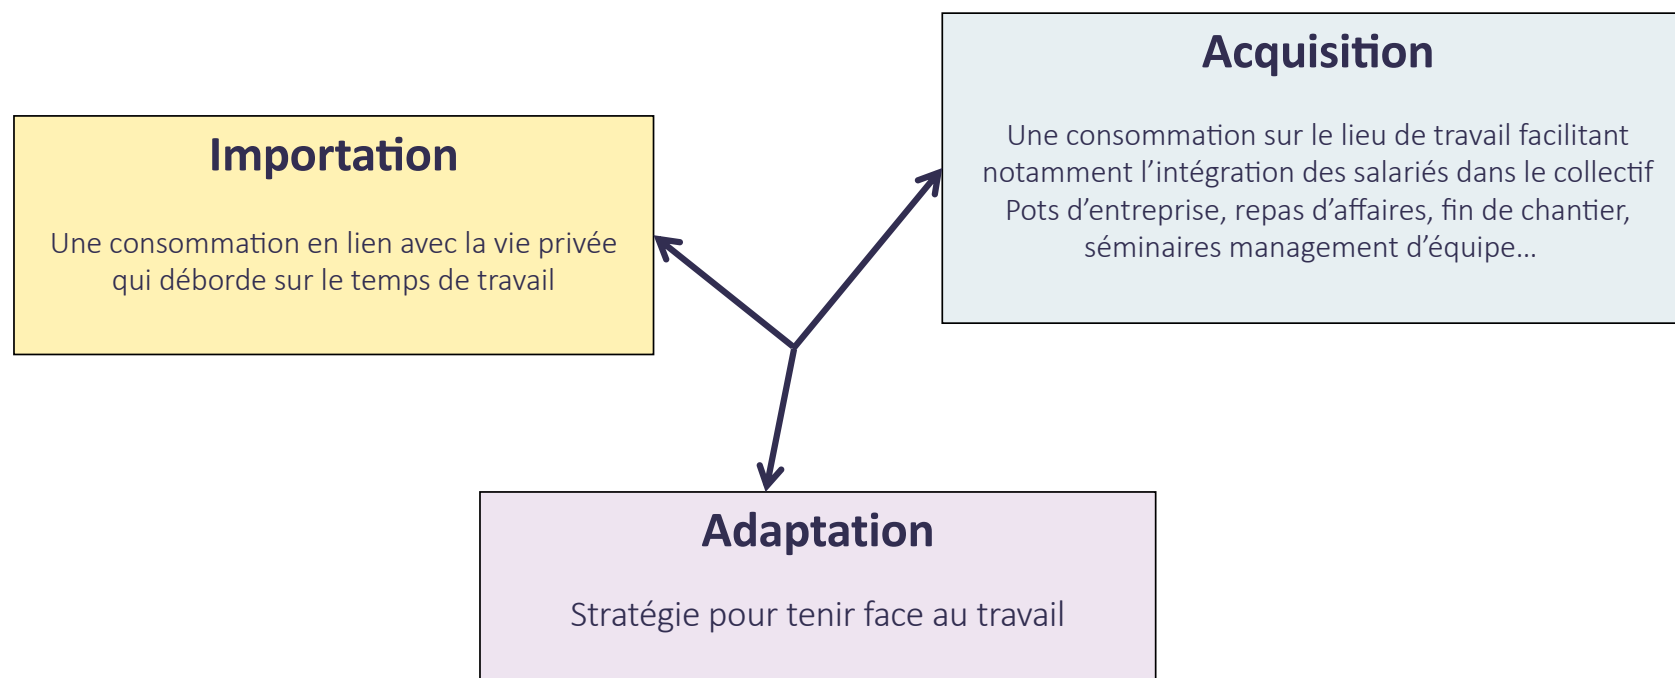 Importation
Une consommation en lien avec la vie privée
qui déborde sur le temps de travail
Acquisition
Une consommation sur le lieu de travail facilitant
notamment l’intégration des salariés dans le collectif
Pots d’entreprise, repas d’affaires, fin de chantier,
séminaires management d’équipe…
Adaptation
Stratégie pour tenir face au travail